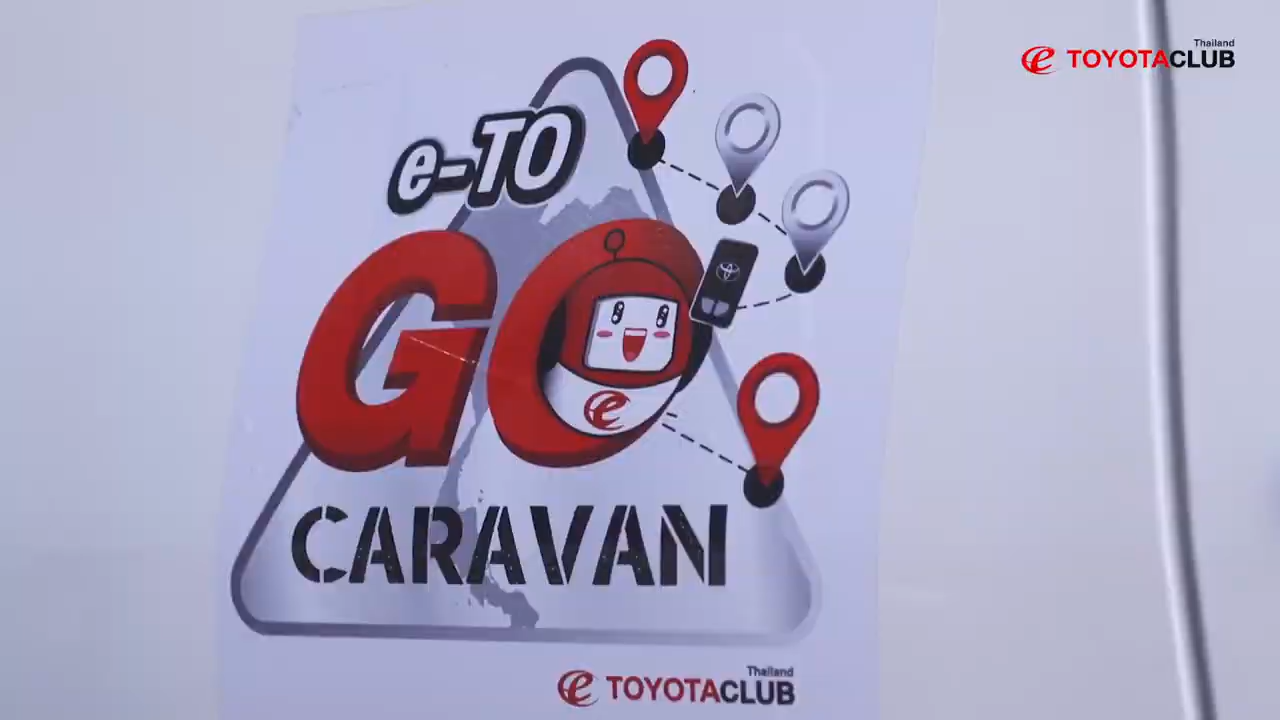 Thailand
e TOYOTACLUB
e-TO
GO
CARAVAN
e
Thailand
e TOYOTACLUB